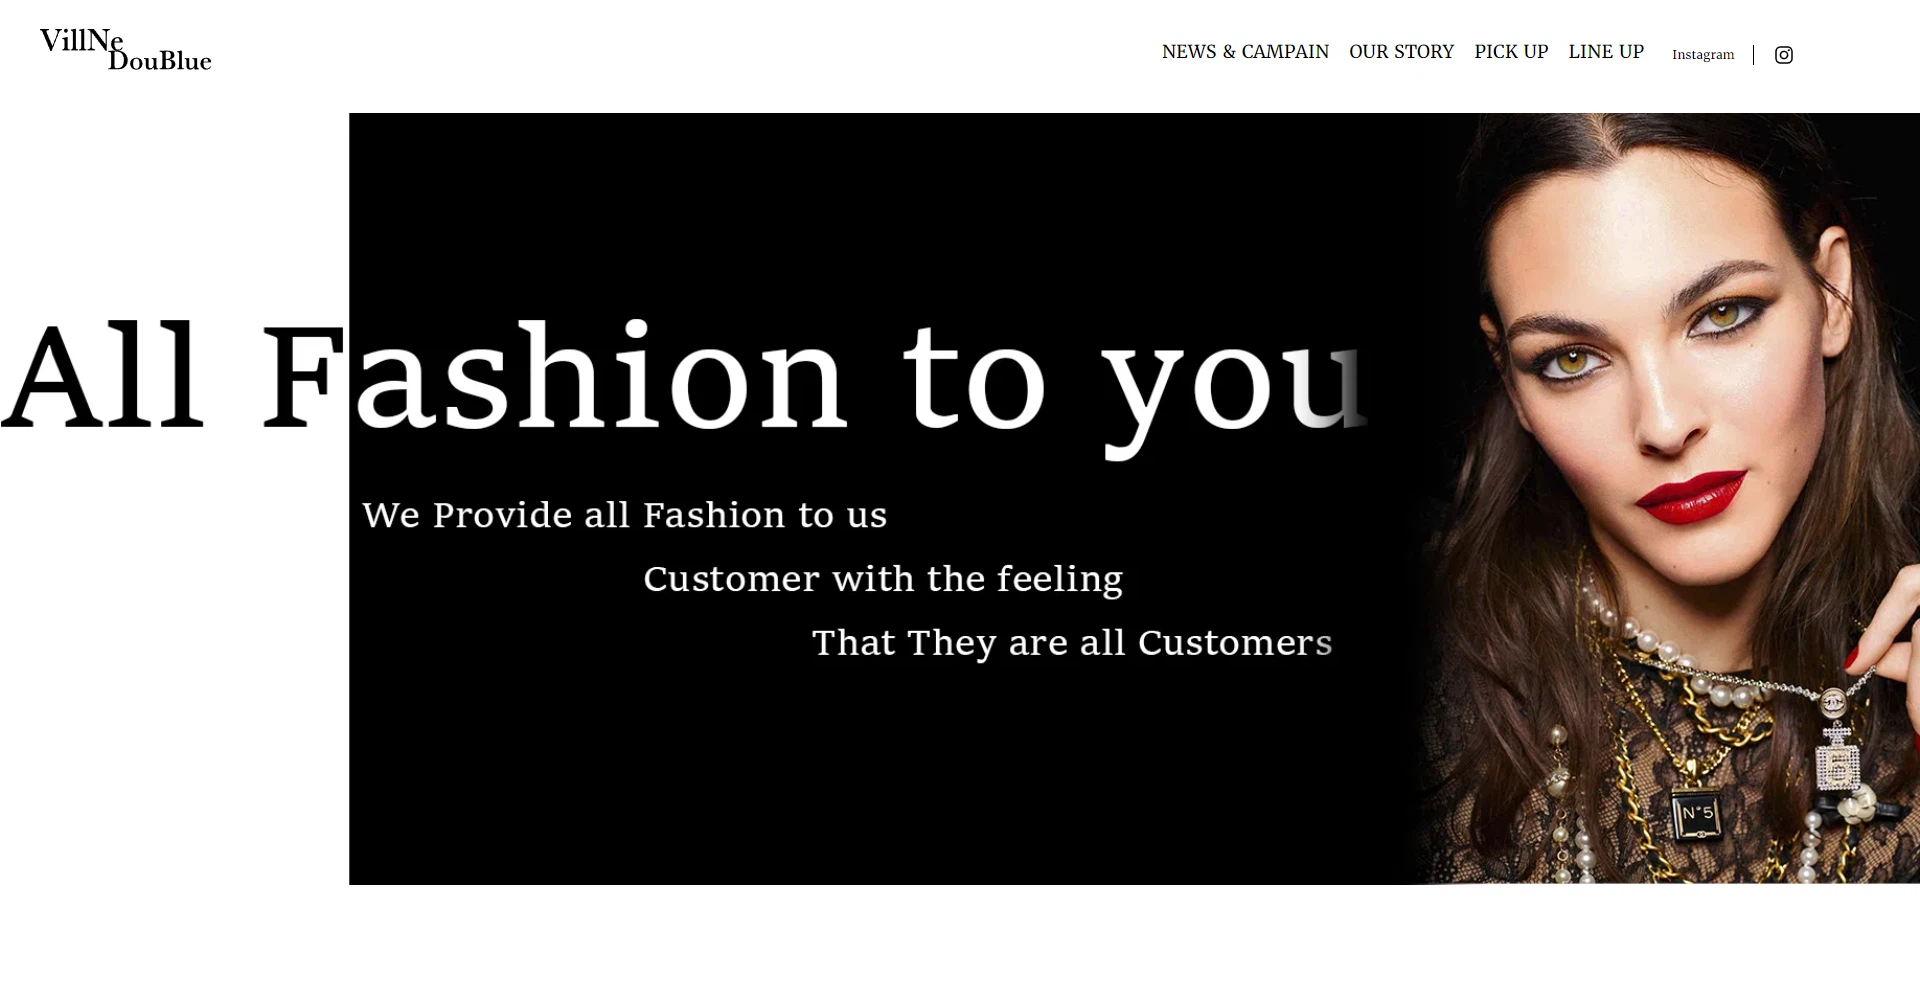 VillNe
DouBlue
NEWS & CAMPAIN OUR STORY PICK UP LINE UP Instagram
All Fashion to you
We Provide all Fashion to us
Customer with the feeling
That They are all Customers
N°5
5